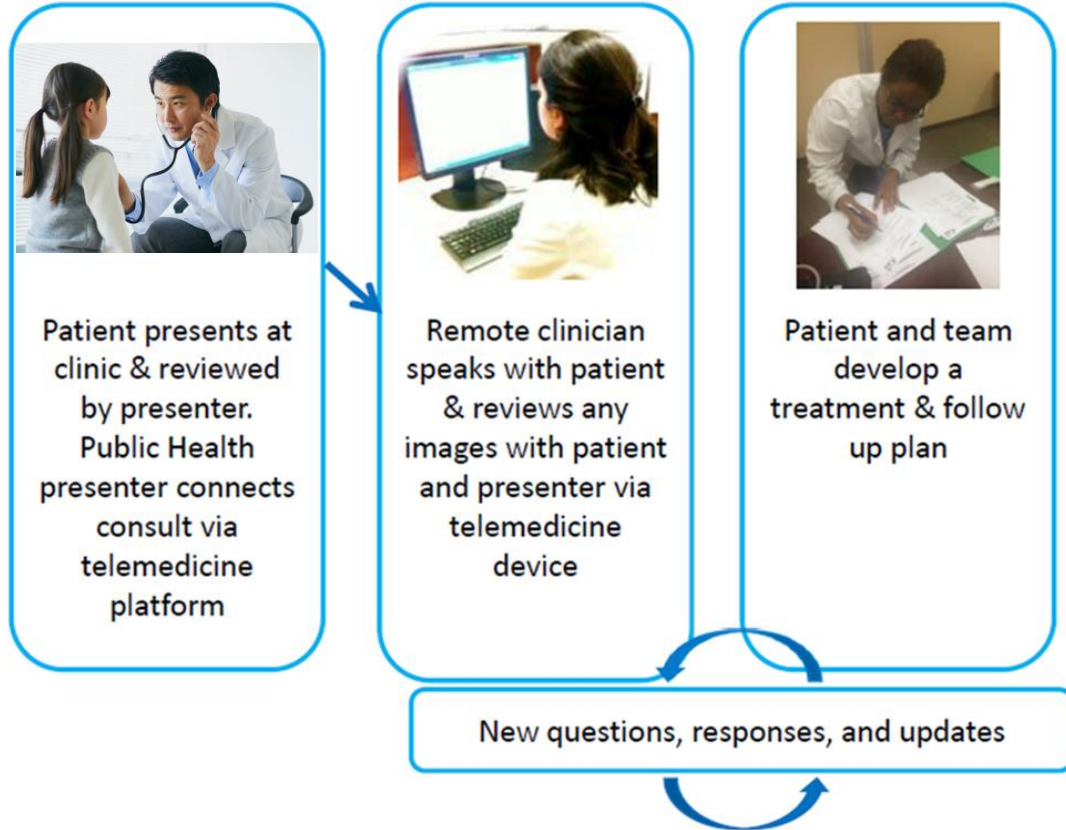 Patient presents at
clinic & reviewed
by presenter.
Public Health
presenter connects
consult via
telemedicine
platform
Remote clinician
speaks with patient
& reviews any
images with patient
and presenter via
telemedicine
device
Patient and team
develop a
treatment & follow
up plan
New questions, responses, and updates